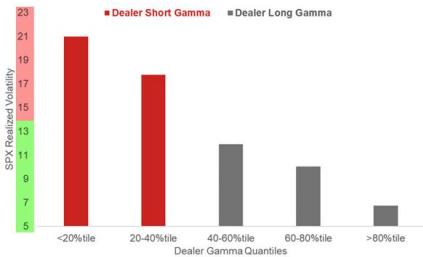 ■ Dealer Short Gamma ■ Dealer Long Gamma
SPX Realized Volatility
23
21
19
17
15
13
11
9
7
5
<20%tile 20-40%tile 40-60%tile 60-80%tile >80%tile
Dealer Gamma Quantiles